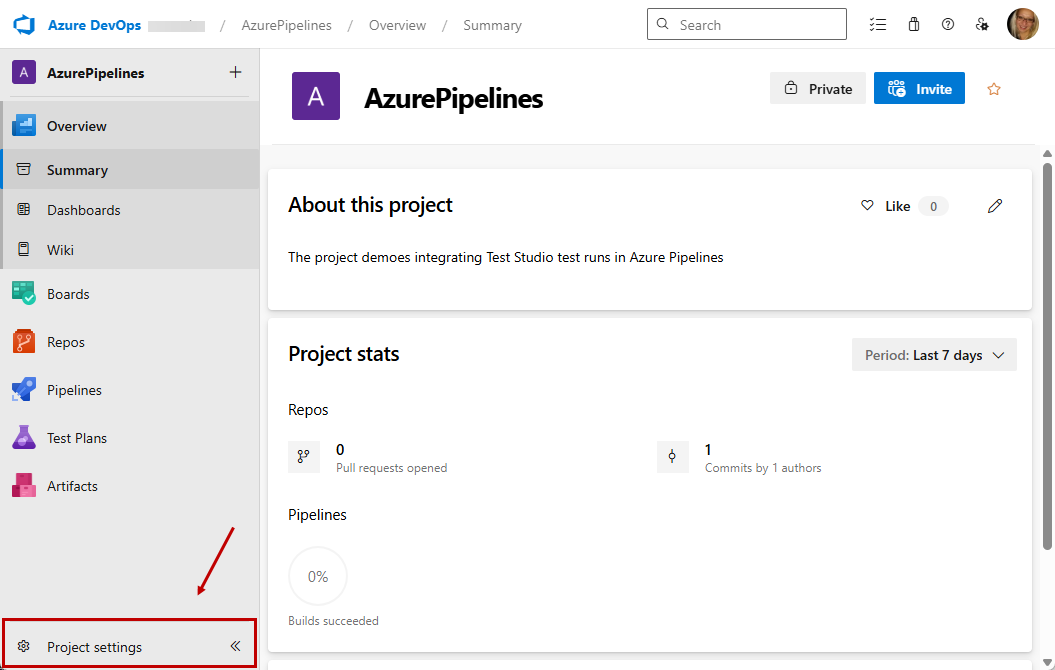 Azure DevOps / AzurePipelines / Overview / Summary
Search
A AzurePipelines
Overview
Summary
Dashboards
Wiki
Boards
Repos
Pipelines
Test Plans
Artifacts
Project settings
A AzurePipelines
Private
Invite
About this project
Like 0
The project demoes integrating Test Studio test runs in Azure Pipelines
Project stats
Period: Last 7 days
Repos
0
Pull requests opened
1
Commits by 1 authors
Pipelines
0%
Builds succeeded